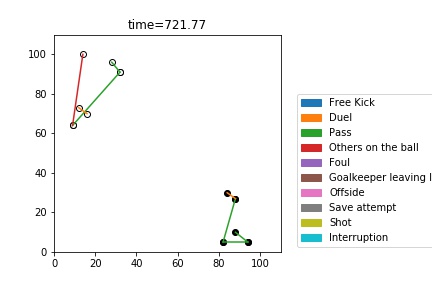 time=721.77
100
80
60
40
20
0
0 20 40 60 80 100
Free Kick
Duel
Pass
Others on the ball
Foul
Goalkeeper leaving l
Offside
Save attempt
Shot
Interruption